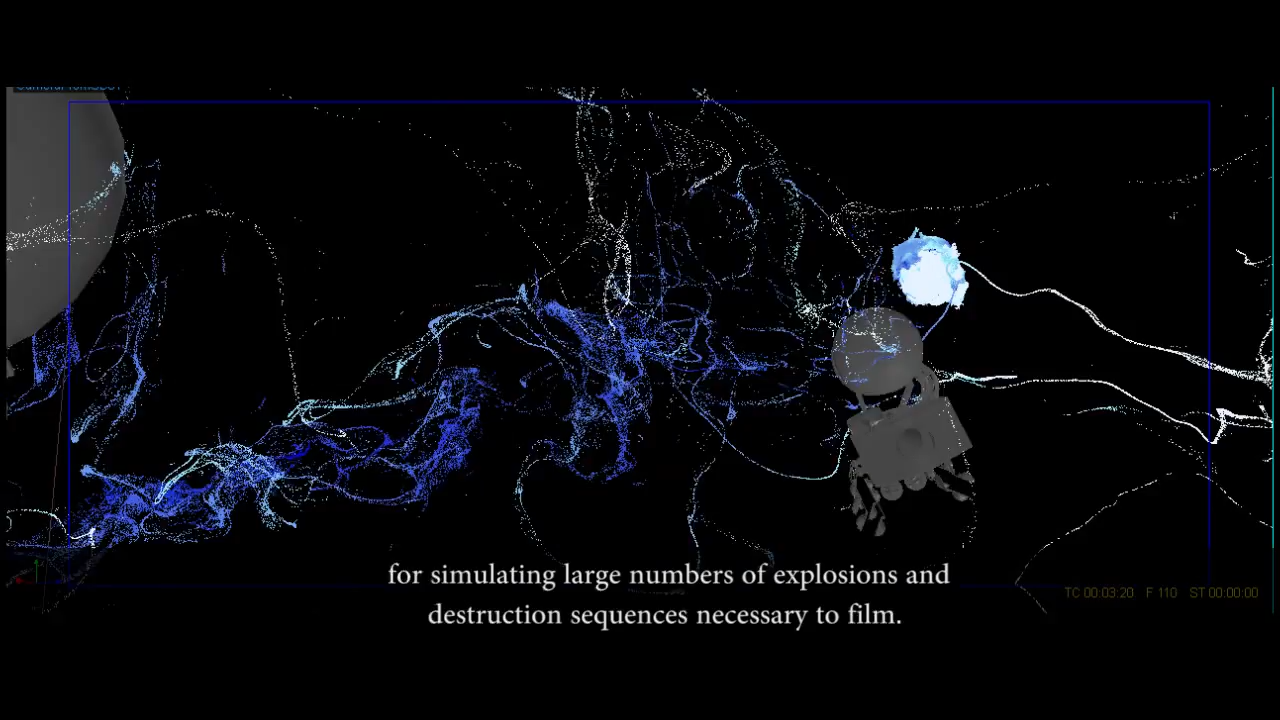 for simulating large numbers of explosions and
destruction sequences necessary to film.
TC 00:03:20 F 110 ST 00:00:00